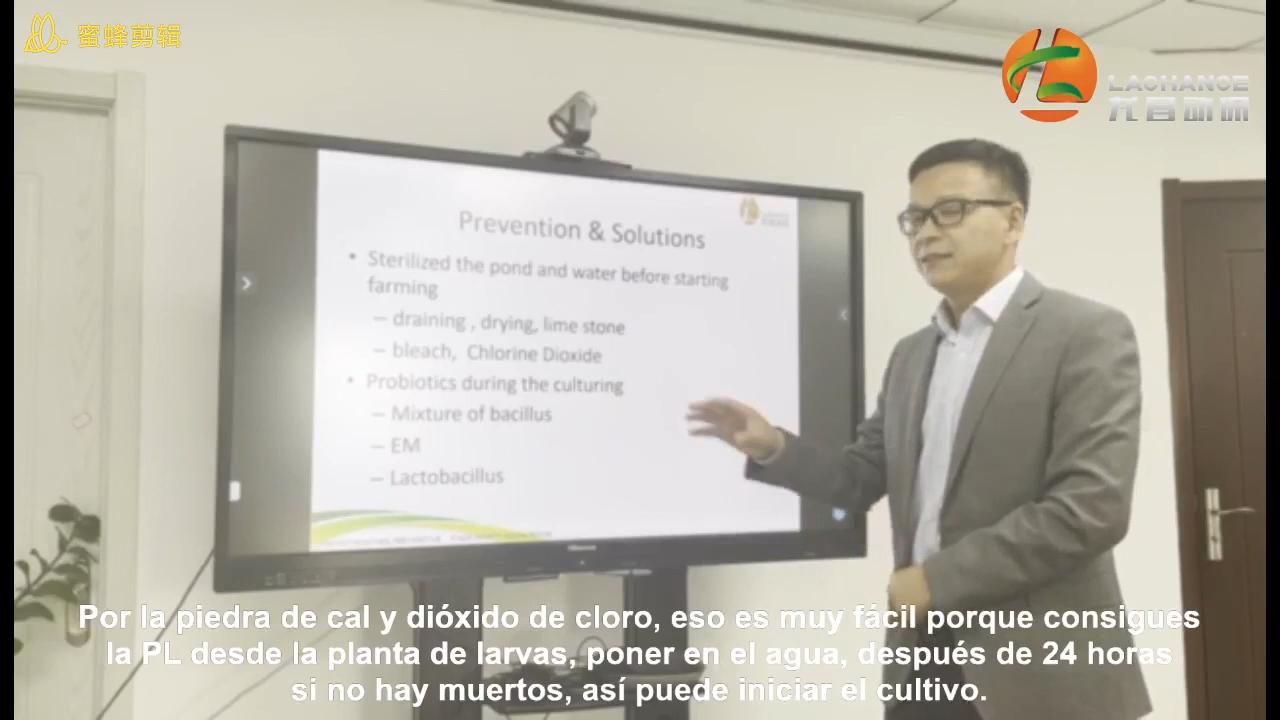 蜜蜂剪辑
LACHANCE
Prevention & Solutions
• Sterilized the pond and water before starting
farming
– draining , drying, lime stone
– bleach, Chlorine Dioxide
• Probiotics during the culturing
– Mixture of bacillus
– EM
– Lactobacillus
Hisense
Por la piedra de cal y dióxido de cloro, eso es muy fácil porque consigues
la PL desde la planta de larvas, poner en el agua, después de 24 horas
si no hay muertos, así puede iniciar el cultivo.